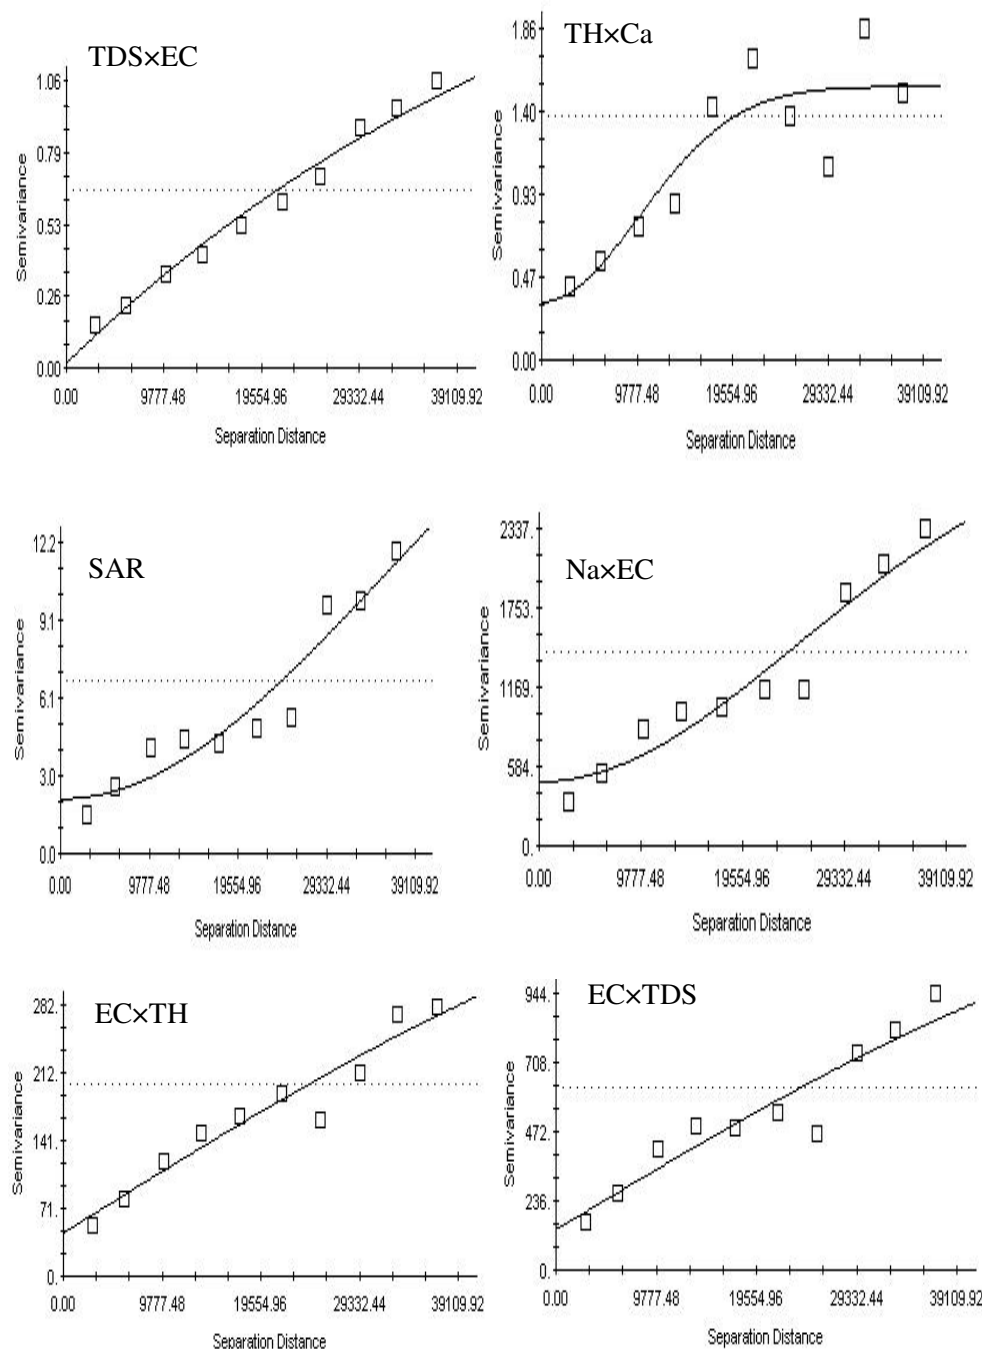 TDS×EC
1.06
0.79
0.53
0.26
0.00
Semivariance
0.00 9777.48 19554.96 29332.44 39109.92
Separation Distance
TH×Ca
1.86
1.40
0.93
0.47
0.00
Semivariance
0.00 9777.48 19554.96 29332.44 39109.92
Separation Distance
SAR
12.2
9.1
6.1
3.0
0.0
Semivariance
0.00 9777.48 19554.96 29332.44 39109.92
Separation Distance
Na×EC
2337.
1753.
1169.
584.
0.
Semivariance
0.00 9777.48 19554.96 29332.44 39109.92
Separation Distance
EC×TH
282.
212.
141.
71.
0.
Semivariance
0.00 9777.48 19554.96 29332.44 39109.92
Separation Distance
EC×TDS
944.
708.
472.
236.
0.
Semivariance
0.00 9777.48 19554.96 29332.44 39109.92
Separation Distance